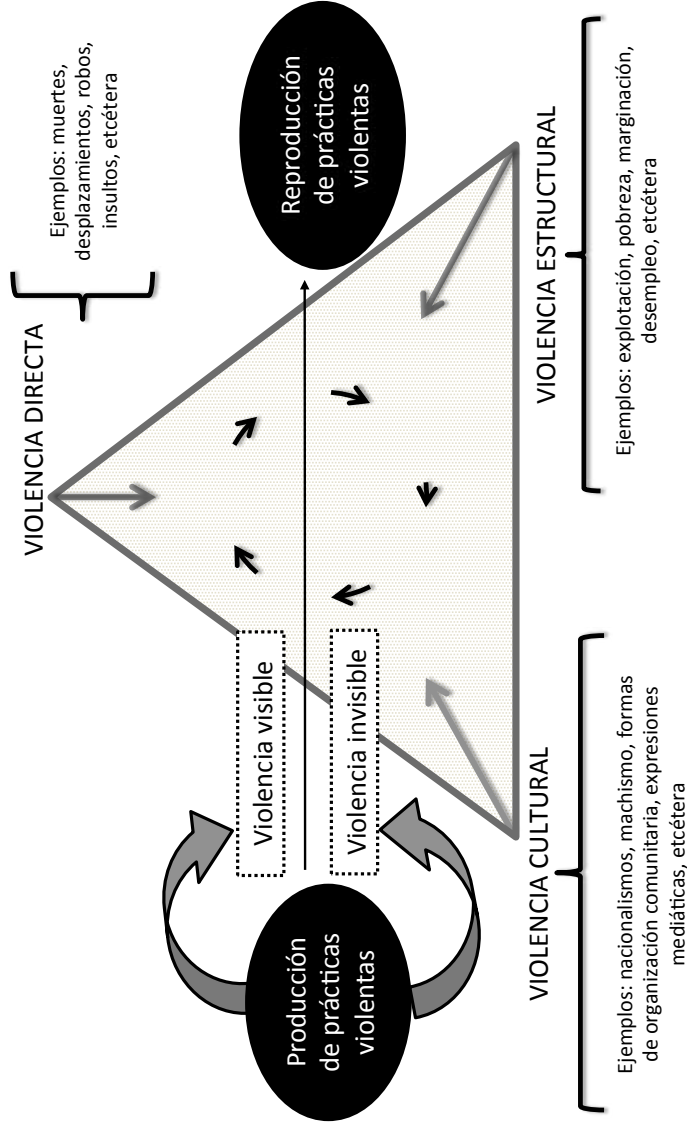 VIOLENCIA DIRECTA
Ejemplos: muertes,
desplazamientos, robos,
insultos, etcétera
Producción
de prácticas
violentas
Violencia visible
Violencia invisible
Reproducción
de prácticas
violentas
VIOLENCIA CULTURAL
Ejemplos: nacionalismos, machismo, formas
de organización comunitaria, expresiones
mediáticas, etcétera
VIOLENCIA ESTRUCTURAL
Ejemplos: explotación, pobreza, marginación,
desempleo, etcétera